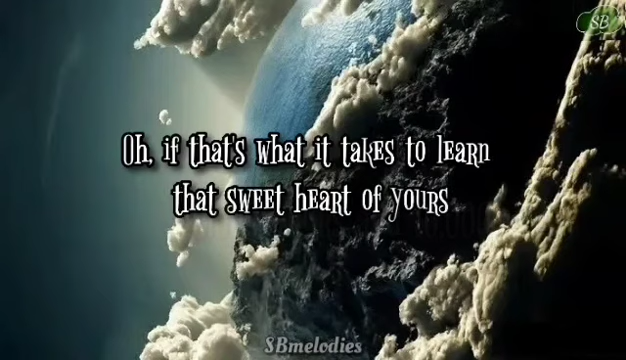 SB
Oh, if that's what it takes to learn
that sweet heart of yours
SBmelodies